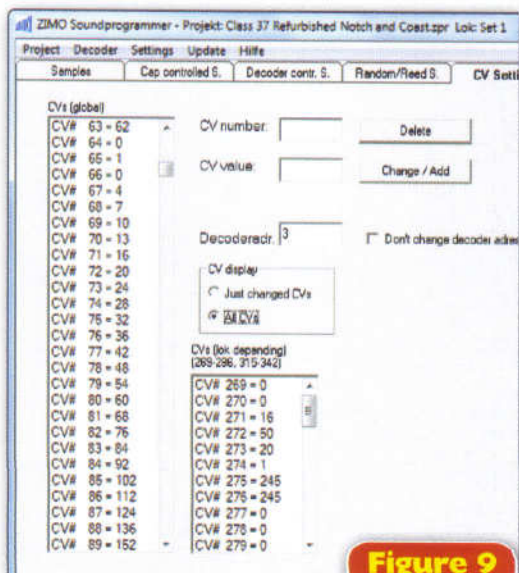 ZIMO Soundprogrammer - Projekt: Class 37 Refurbished Notch and Coast.zpr Lok: Set 1
Project Decoder Settings Update Hilfe
Samples Cap controlled S. Decoder contr. S. Random/Reed S. CV Setti
CVs (global)
CV# 63 = 62
CV# 64 = 0
CV# 65 = 1
CV# 66 = 0
CV# 67 = 4
CV# 68 = 7
CV# 69 = 10
CV# 70 = 13
CV# 71 = 16
CV# 72 = 20
CV# 73 = 24
CV# 74 = 28
CV# 75 = 32
CV# 76 = 36
CV# 77 = 42
CV# 78 = 48
CV# 79 = 54
CV# 80 = 60
CV# 81 = 68
CV# 82 = 76
CV# 83 = 84
CV# 84 = 92
CV# 85 = 102
CV# 86 = 112
CV# 87 = 124
CV# 88 = 136
CV# 89 = 152
CV number:
Delete
CV value:
Change / Add
Decoderadr. 3
Don't change decoder adres
CV display
Just changed CVs
All CVs
CVs (lok depending)
(269-286, 315-342)
CV# 269 = 0
CV# 270 = 0
CV# 271 = 16
CV# 272 = 50
CV# 273 = 20
CV# 274 = 1
CV# 275 = 245
CV# 276 = 245
CV# 277 = 0
CV# 278 = 0
CV# 279 = 0
Figure 9